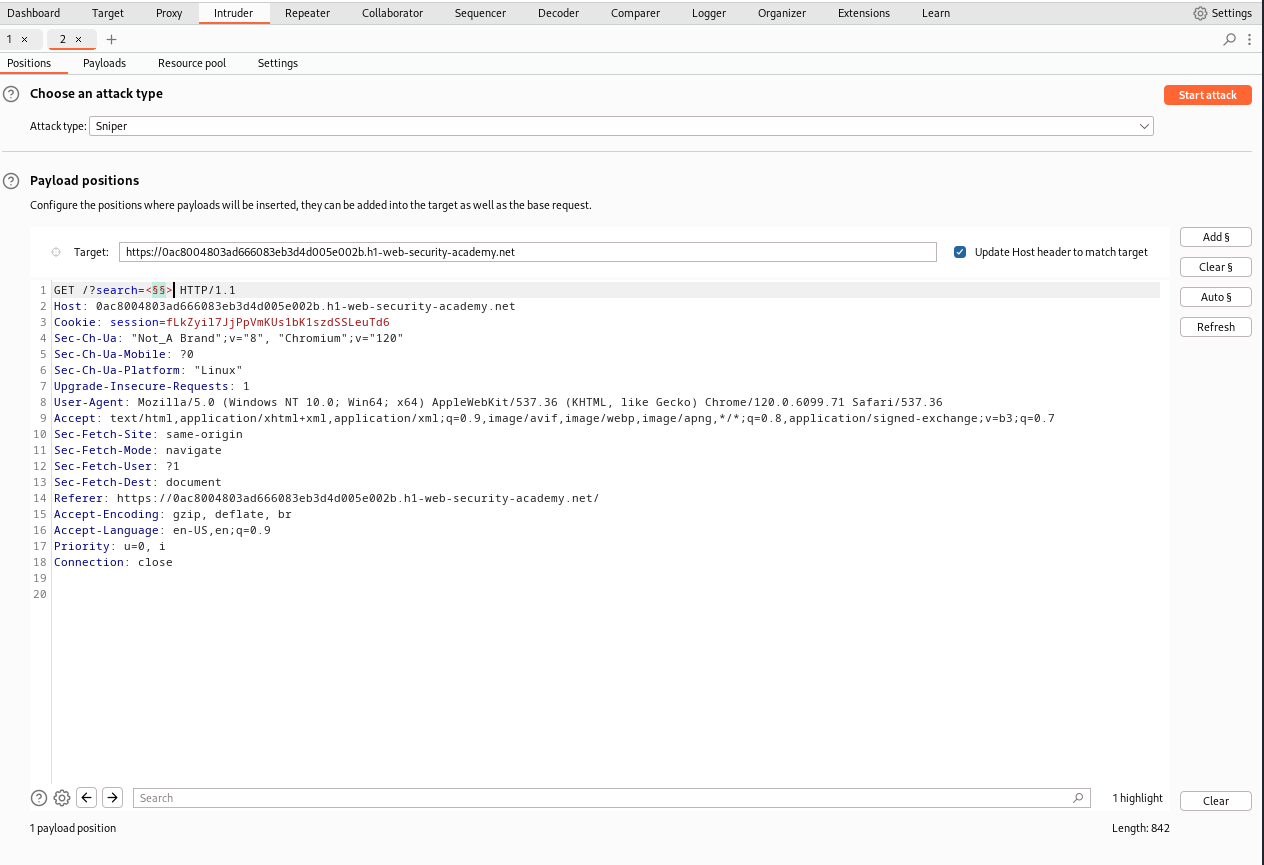 Dashboard Target Proxy Intruder Repeater Collaborator Sequencer Decoder Comparer Logger Organizer Extensions Learn Settings
1 × 2 × +
Positions Payloads Resource pool Settings
? Choose an attack type Start attack
Attack type: Sniper
? Payload positions
Configure the positions where payloads will be inserted, they can be added into the target as well as the base request.
Target: https://0ac8004803ad666083eb3d4d005e002b.h1-web-security-academy.net Update Host header to match target
Add §
Clear §
Auto §
Refresh
1 GET /?search=<§§> HTTP/1.1
2 Host: 0ac8004803ad666083eb3d4d005e002b.h1-web-security-academy.net
3 Cookie: session=fLkZyil7JjPpVmKUs1bK1szdSSLeuTd6
4 Sec-Ch-Ua: "Not_A Brand";v="8", "Chromium";v="120"
5 Sec-Ch-Ua-Mobile: ?0
6 Sec-Ch-Ua-Platform: "Linux"
7 Upgrade-Insecure-Requests: 1
8 User-Agent: Mozilla/5.0 (Windows NT 10.0; Win64; x64) AppleWebKit/537.36 (KHTML, like Gecko) Chrome/120.0.6099.71 Safari/537.36
9 Accept: text/html,application/xhtml+xml,application/xml;q=0.9,image/avif,image/webp,image/apng,*/*;q=0.8,application/signed-exchange;v=b3;q=0.7
10 Sec-Fetch-Site: same-origin
11 Sec-Fetch-Mode: navigate
12 Sec-Fetch-User: ?1
13 Sec-Fetch-Dest: document
14 Referer: https://0ac8004803ad666083eb3d4d005e002b.h1-web-security-academy.net/
15 Accept-Encoding: gzip, deflate, br
16 Accept-Language: en-US,en;q=0.9
17 Priority: u=0, i
18 Connection: close
19
20
? Search 1 highlight Clear
1 payload position Length: 842